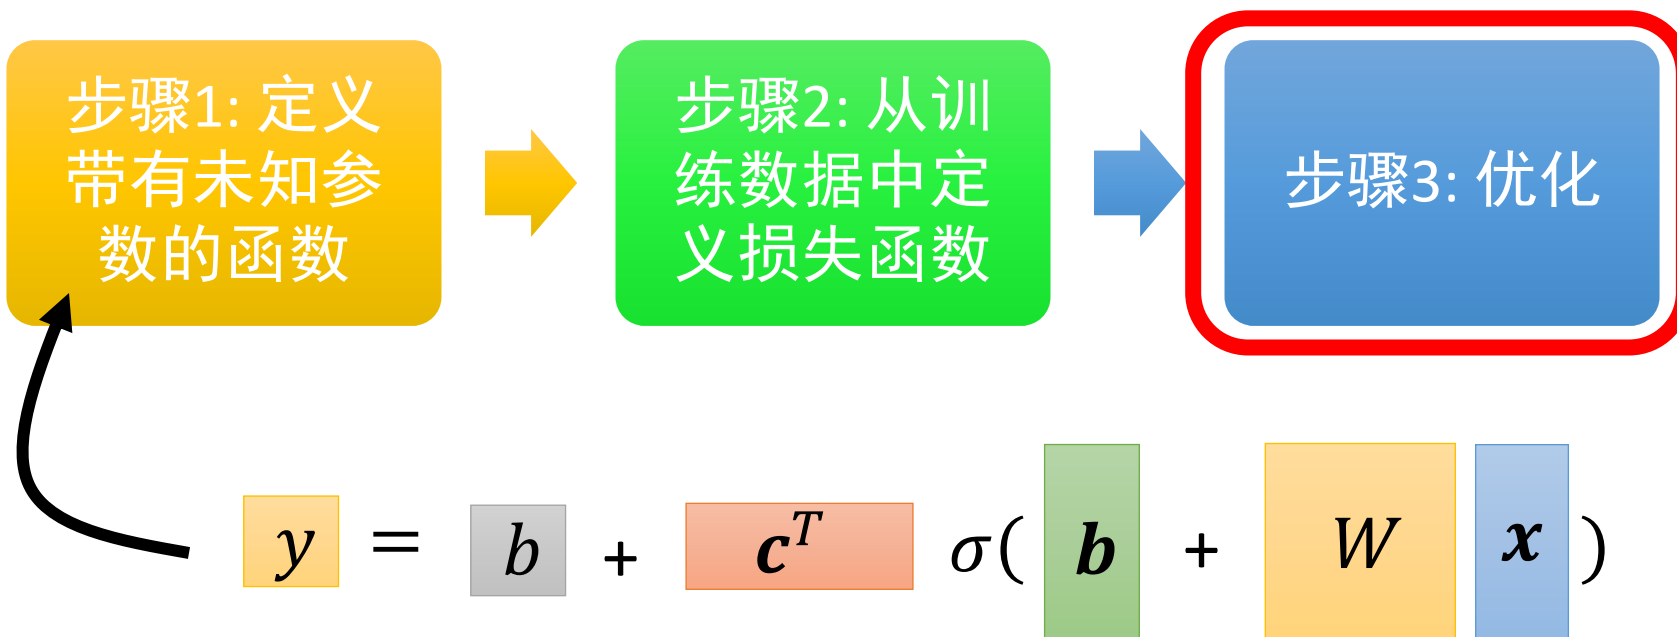 步骤1: 定义
带有未知参
数的函数
步骤2: 从训
练数据中定
义损失函数
步骤3: 优化
y = b + c^T σ( b + W x )